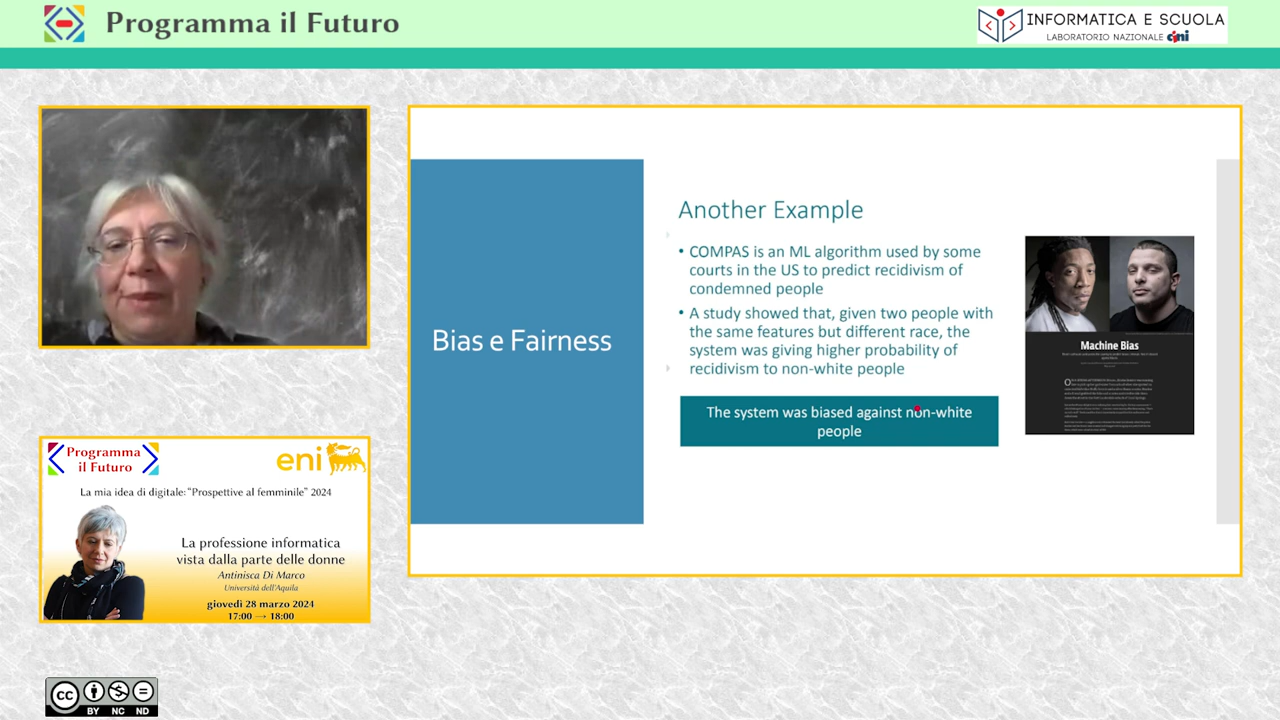 Programma il Futuro
INFORMATICA E SCUOLA
LABORATORIO NAZIONALE cini
Bias e Fairness
Another Example
• COMPAS is an ML algorithm used by some
courts in the US to predict recidivism of
condemned people
• A study showed that, given two people with
the same features but different race, the
system was giving higher probability of
recidivism to non-white people
The system was biased against non-white
people
Machine Bias
Programma
il Futuro
eni
La mia idea di digitale: "Prospettive al femminile" 2024
La professione informatica
vista dalla parte delle donne
Antinisca Di Marco
Università dell'Aquila
giovedì 28 marzo 2024
17:00 → 18:00
cc
BY NC ND